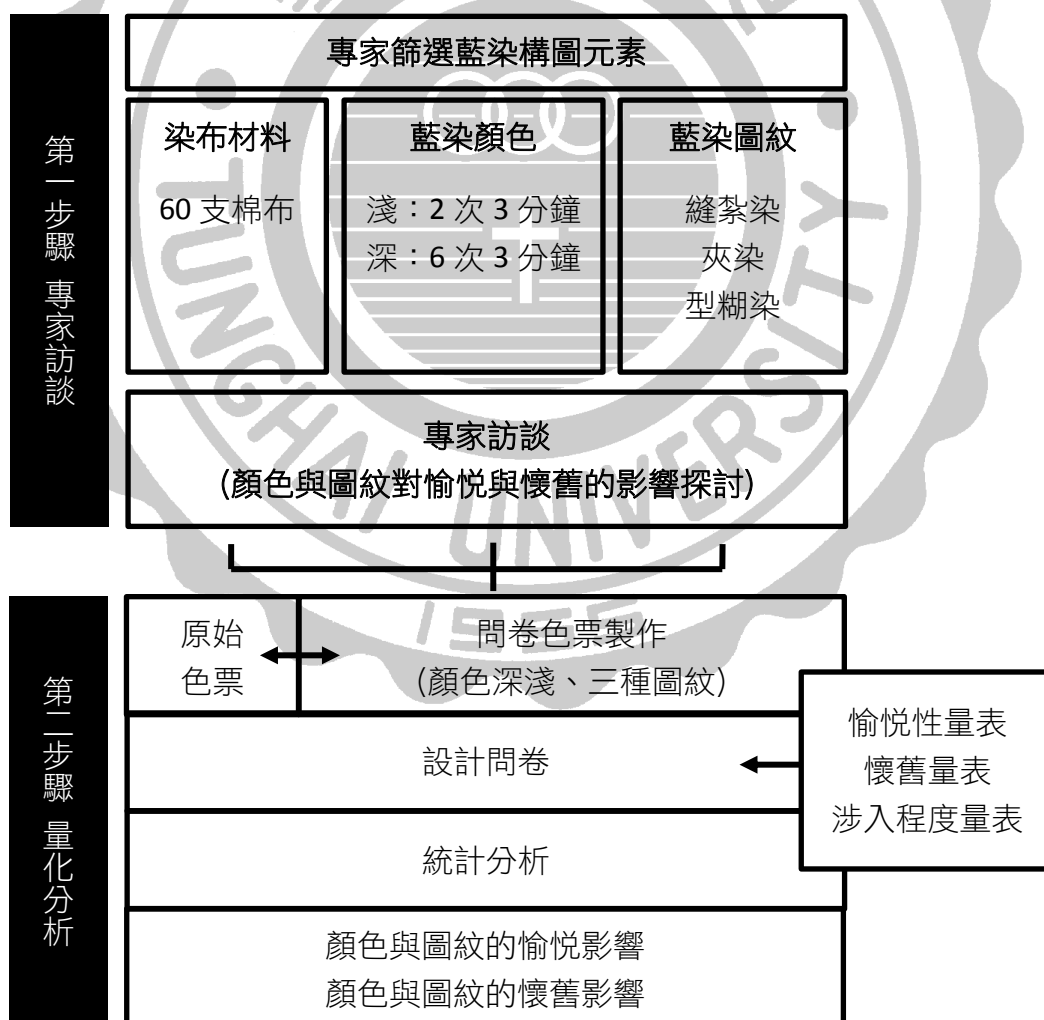 第一步驟 專家訪談
專家篩選藍染構圖元素
染布材料
60 支棉布
藍染顏色
淺：2 次 3 分鐘
深：6 次 3 分鐘
藍染圖紋
縫紮染
夾染
型糊染
專家訪談
(顏色與圖紋對愉悅與懷舊的影響探討)
第二步驟 量化分析
原始
色票
問卷色票製作
(顏色深淺、三種圖紋)
設計問卷
愉悅性量表
懷舊量表
涉入程度量表
統計分析
顏色與圖紋的愉悅影響
顏色與圖紋的懷舊影響
TUNGHAI UNIVERSITY
1955